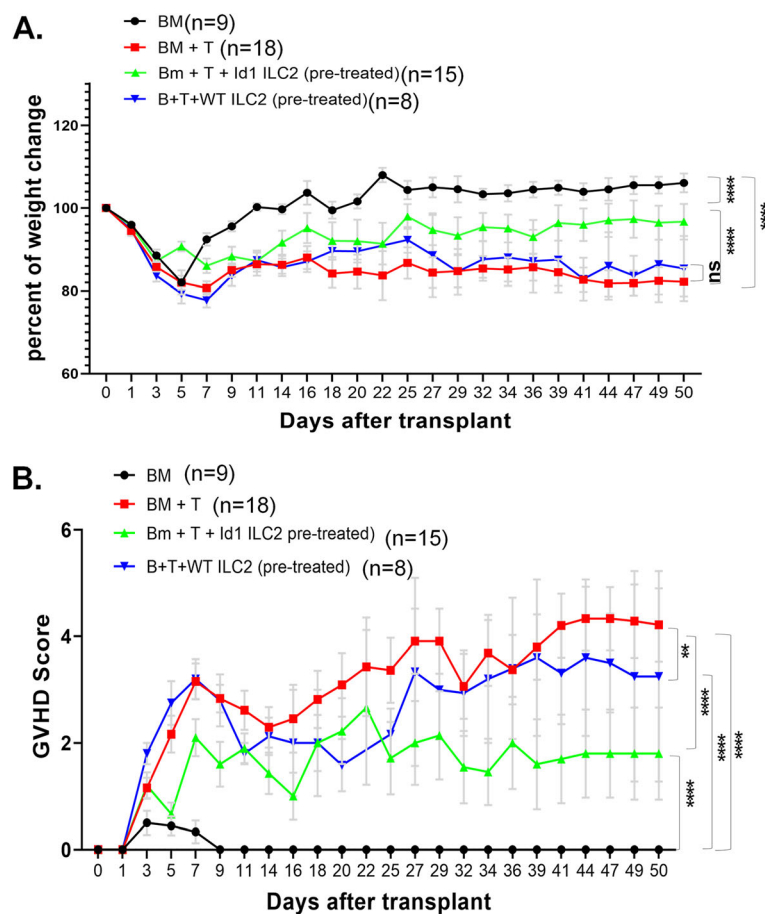 A.
BM(n=9)
BM + T (n=18)
Bm + T + Id1 ILC2 (pre-treated)(n=15)
B+T+WT ILC2 (pre-treated)(n=8)
percent of weight change
120
100
80
60
0 1 3 5 7 9 11 14 16 18 20 22 25 27 29 32 34 36 39 41 44 47 49 50
Days after transplant
****
****
****
ns
B.
BM (n=9)
BM + T (n=18)
Bm + T + Id1 ILC2 pre-treated) (n=15)
B+T+WT ILC2 (pre-treated) (n=8)
GVHD Score
6
4
2
0
0 1 3 5 7 9 11 14 16 18 20 22 25 27 29 32 34 36 39 41 44 47 49 50
Days after transplant
**
****
****
****
****